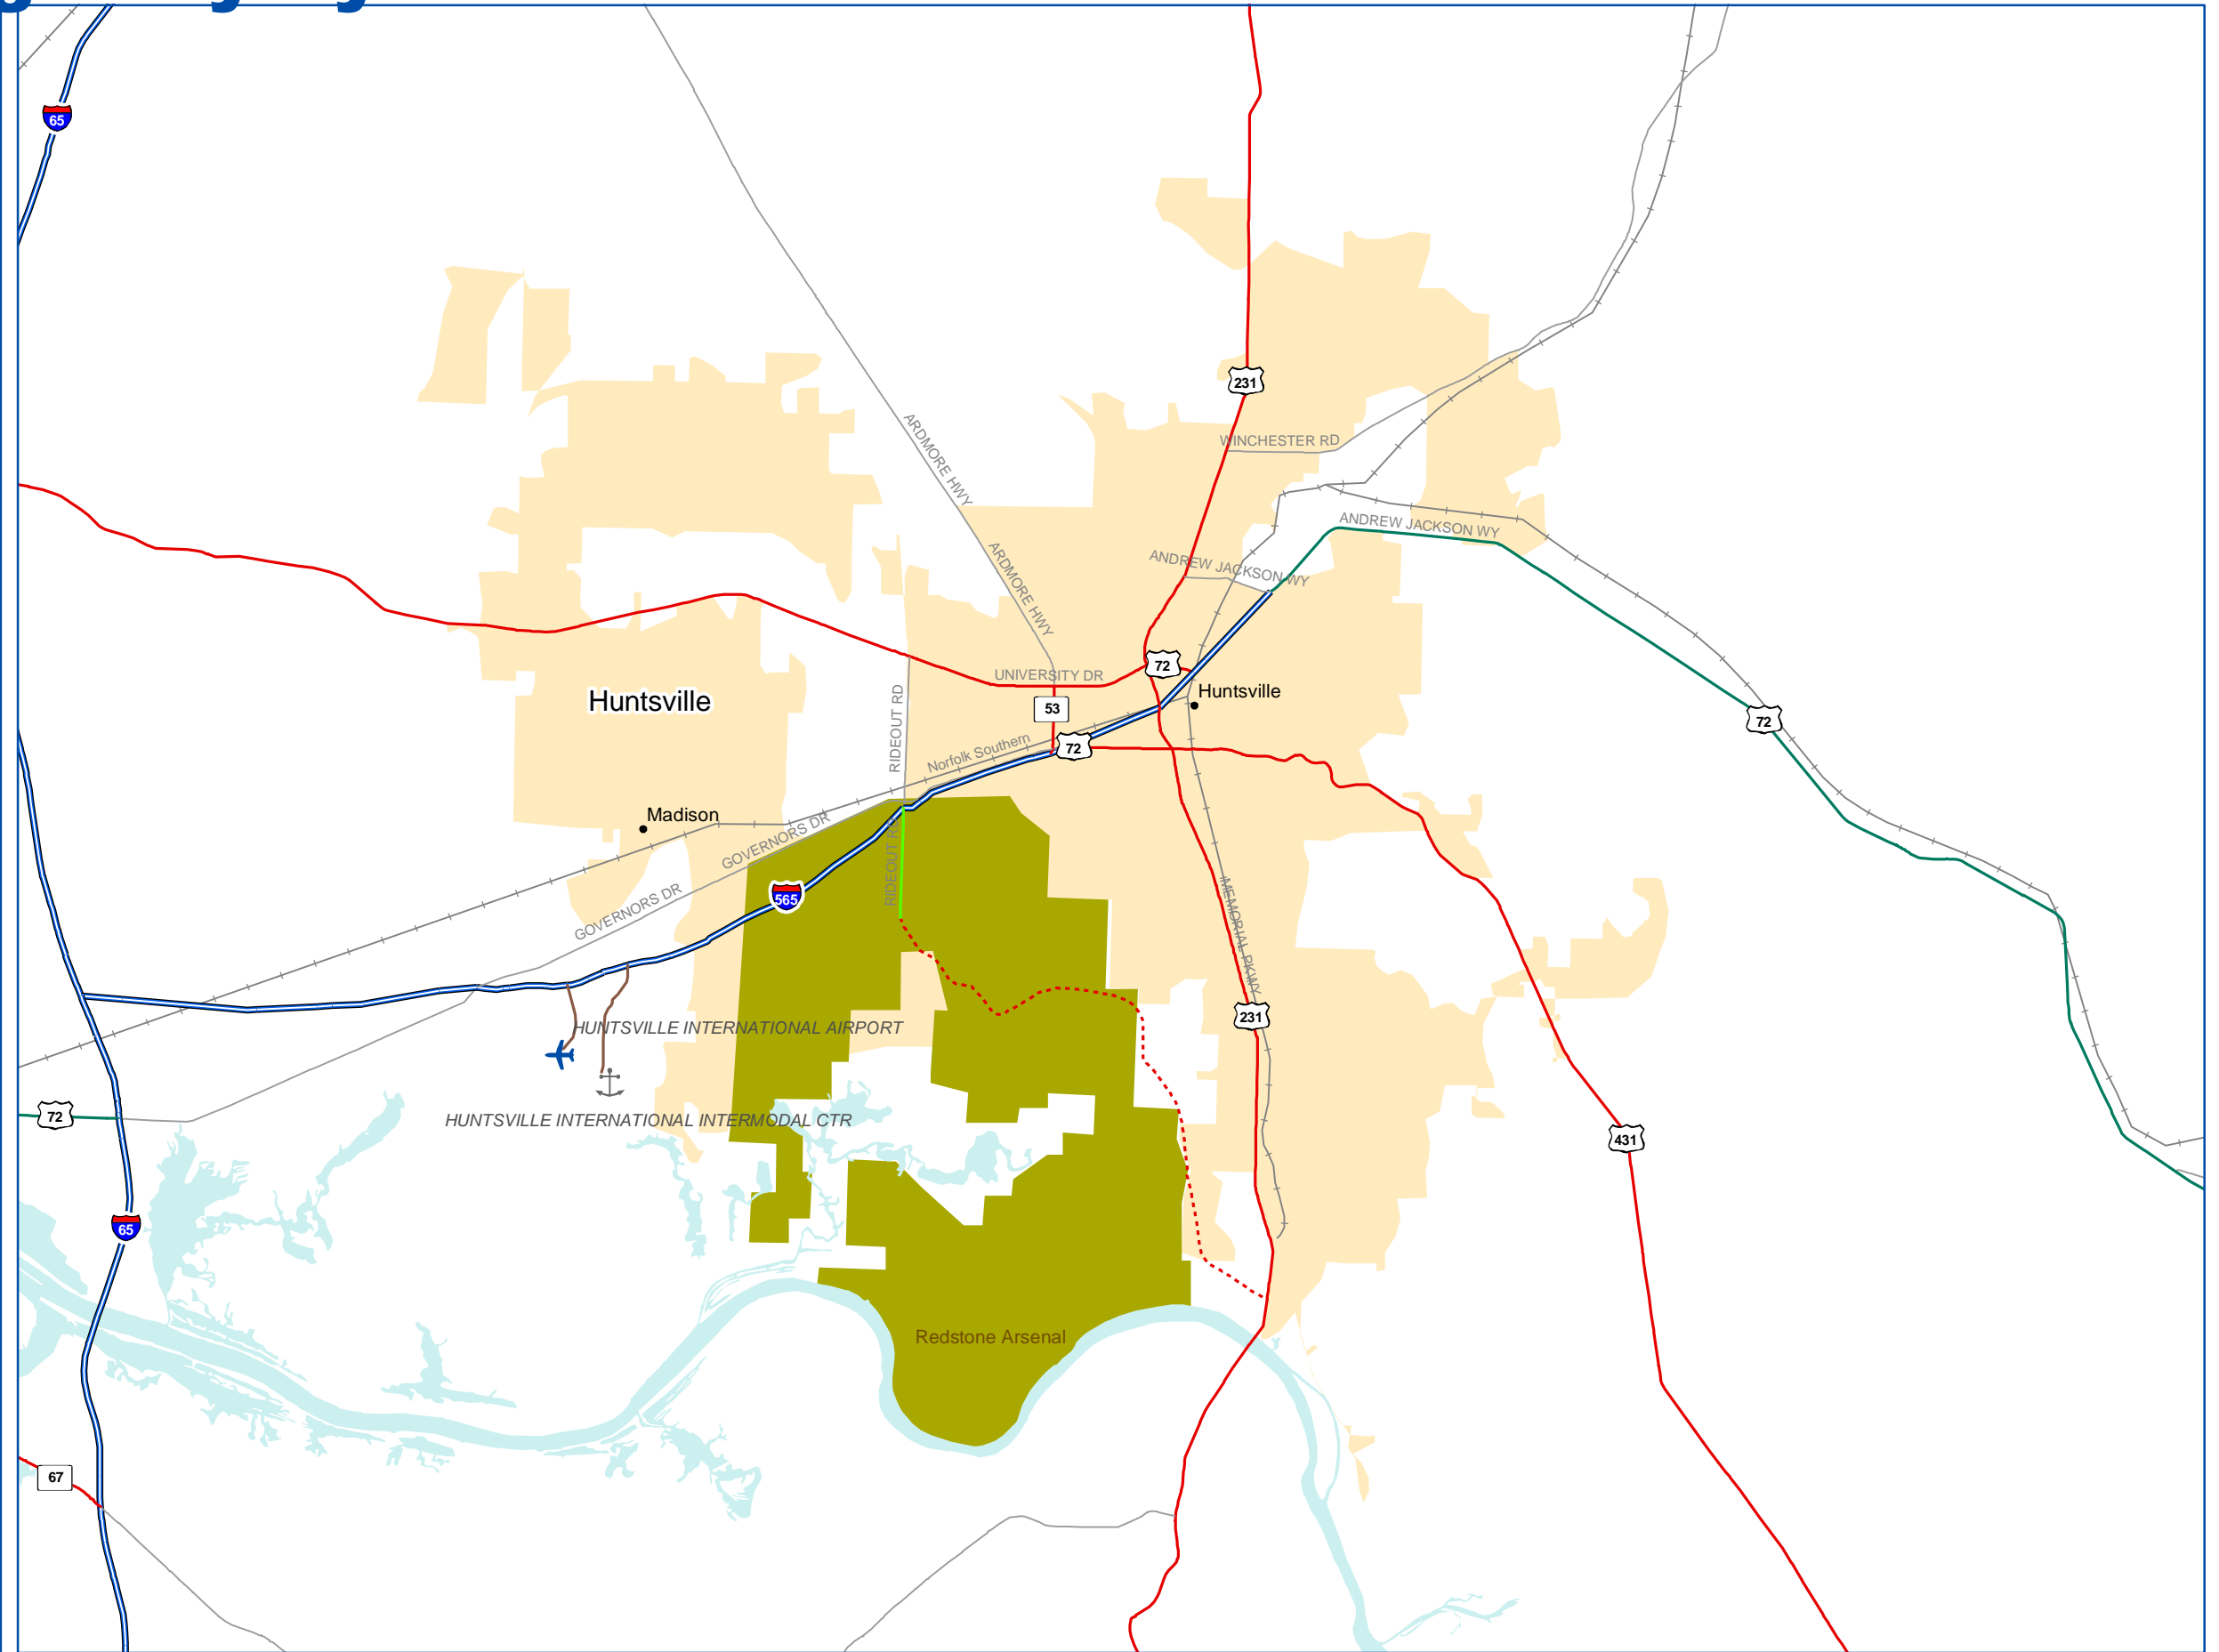 65
231
ARDMORE HWY
WINCHESTER RD
ARDMORE HWY
ANDREW JACKSON WY
ANDREW JACKSON WY
72
UNIVERSITY DR
Huntsville
Huntsville
53
RIDEOUT RD
72
72
Norfolk Southern
Madison
GOVERNORS DR
RIDEOUT RD
565
GOVERNORS DR
MEMORIAL PKWY
231
HUNTSVILLE INTERNATIONAL AIRPORT
72
HUNTSVILLE INTERNATIONAL INTERMODAL CTR
431
65
Redstone Arsenal
67